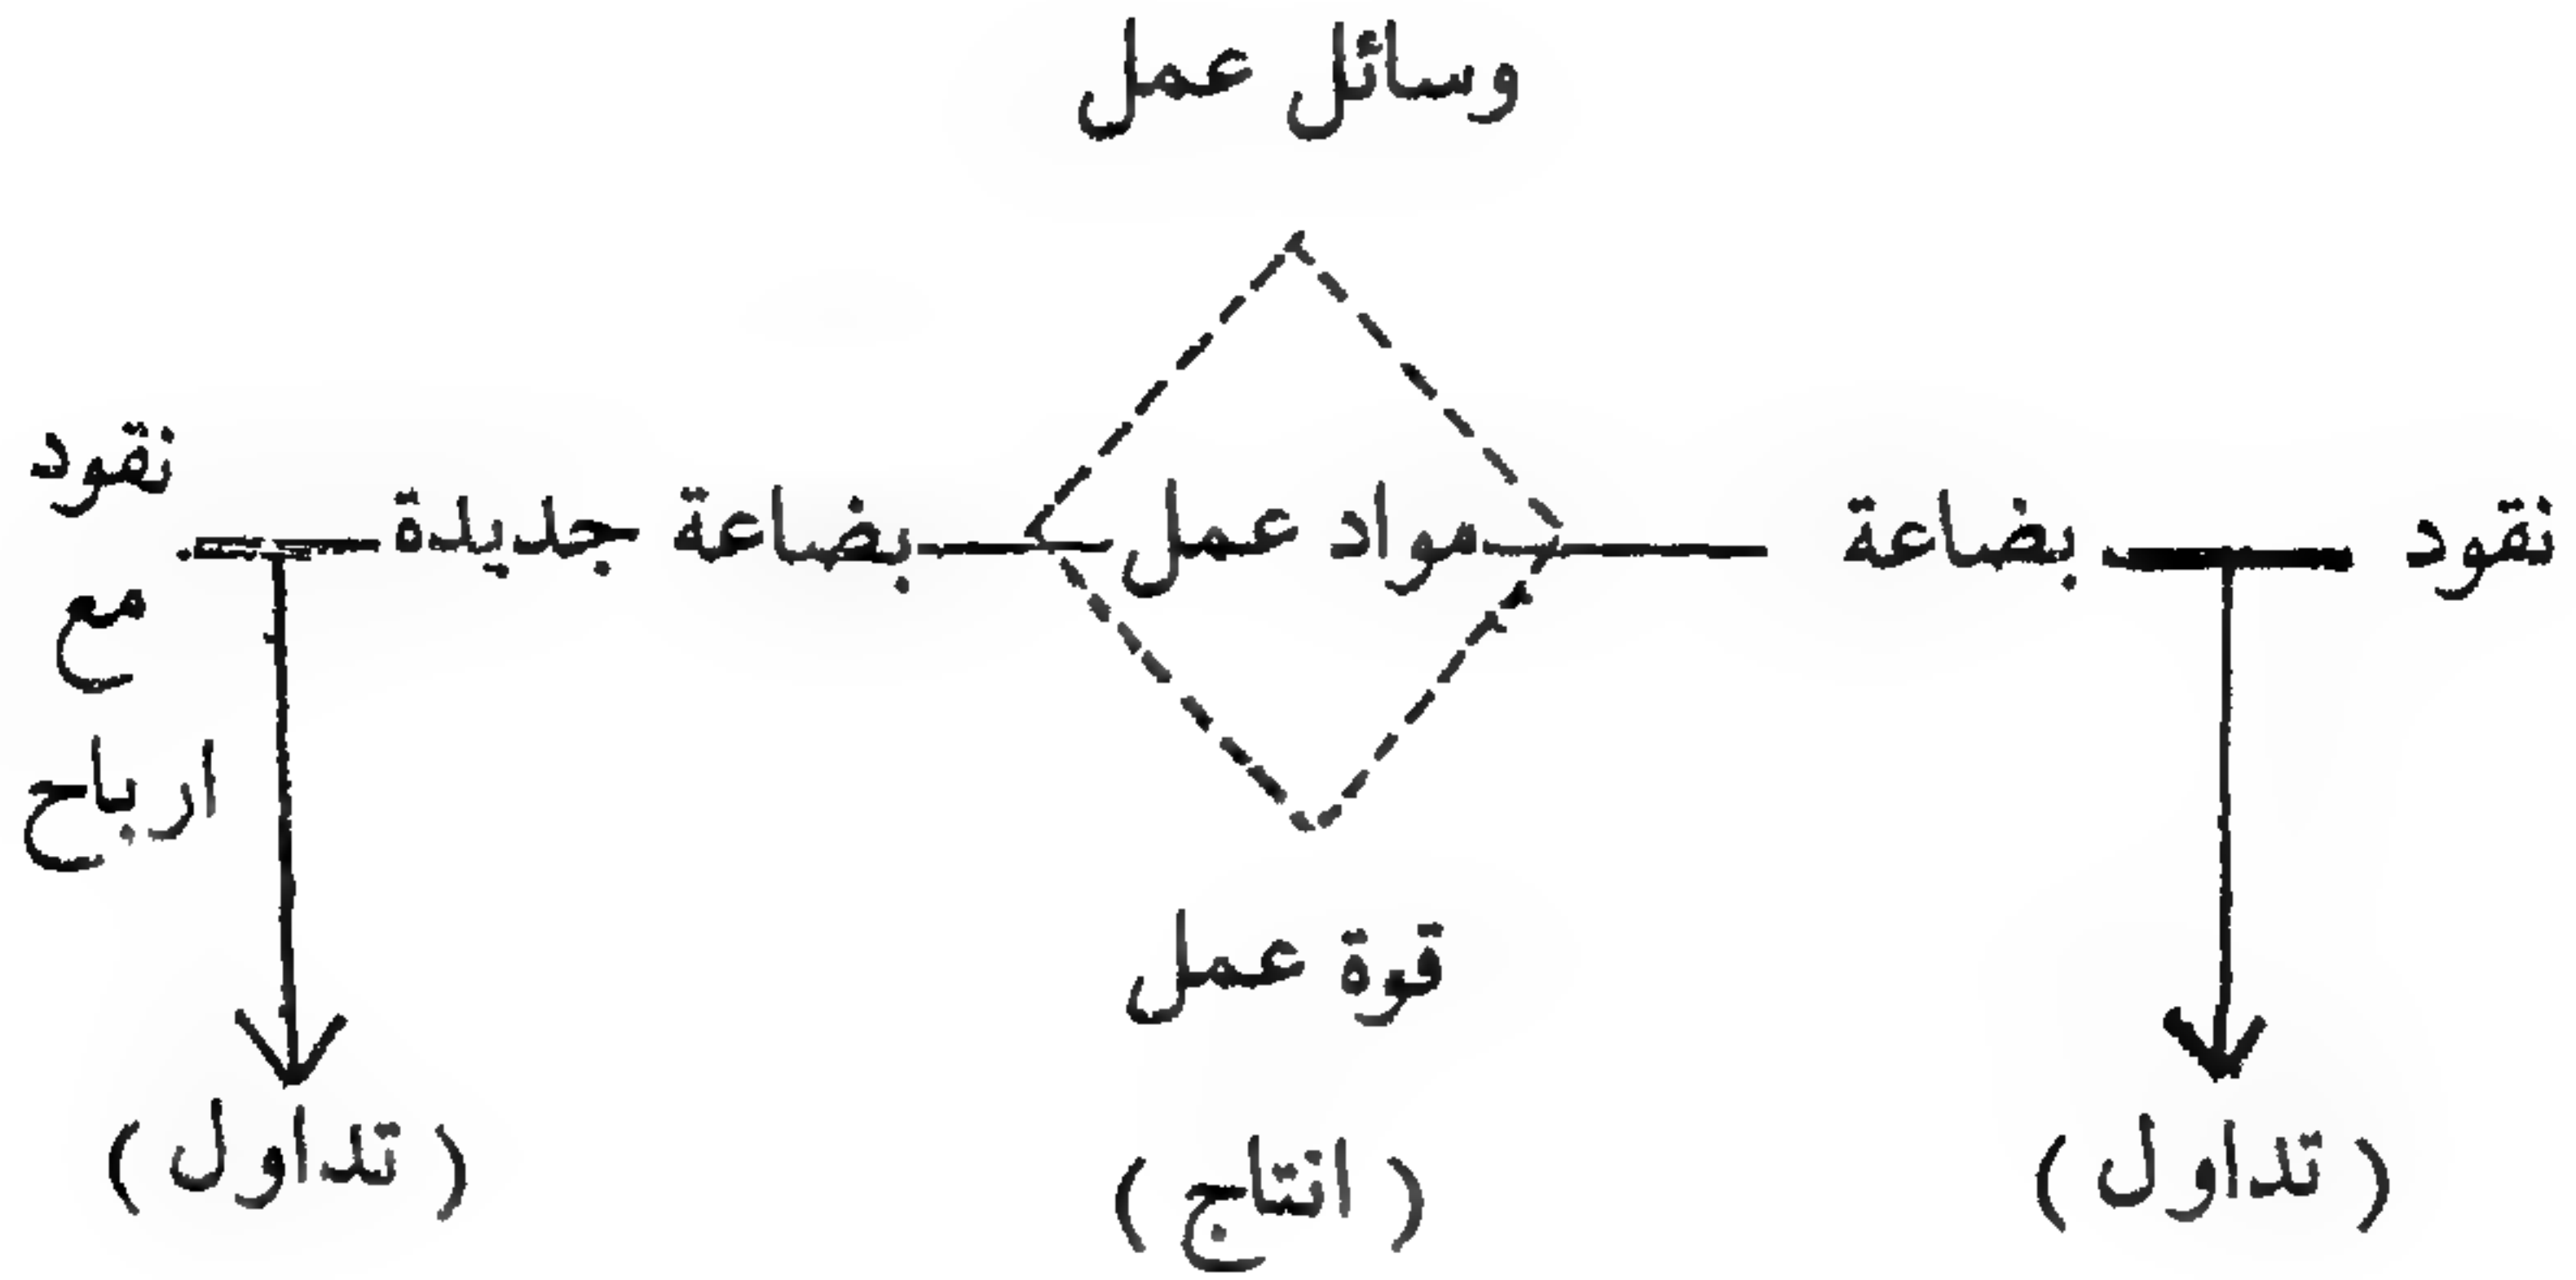 وسائل عمل
نقود
بضاعة
مواد عمل
بضاعة جديدة
نقود
مع
ارباح
قوة عمل
( تداول )
( انتاج )
( تداول )